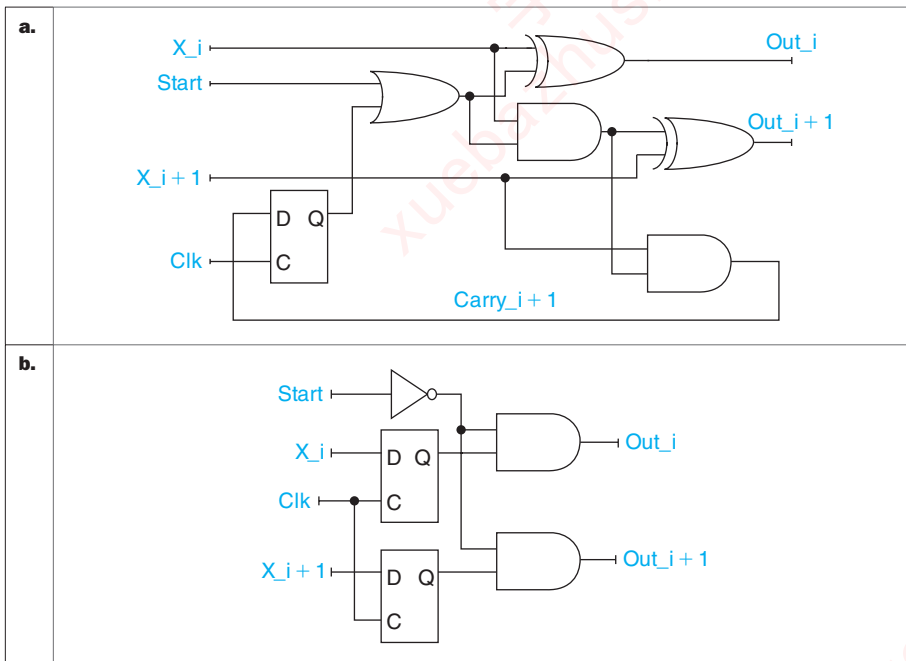 a.
X_i
Out_i
Start
Out_i + 1
X_i + 1
D Q
Clk
C
Carry_i + 1
b.
Start
X_i
D Q
Out_i
Clk
C
X_i + 1
D Q
Out_i + 1
C